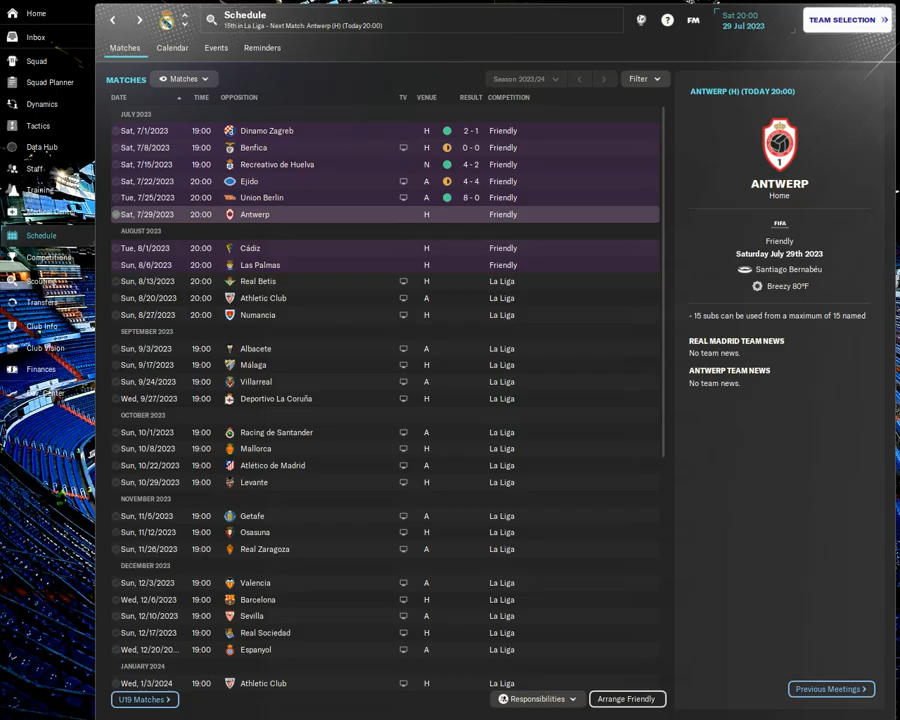 Schedule
15th in La Liga - Next Match: Antwerp (H) (Today 20:00)
? FM
Sat 20:00
29 Jul 2023
TEAM SELECTION
Home
Inbox
Squad
Squad Planner
Dynamics
Tactics
Data Hub
Staff
Training
Schedule
Competitions
Scouting
Transfers
Club Info
Club Vision
Finances
Matches Calendar Events Reminders
MATCHES Matches Season 2023/24 Filter
DATE TIME OPPOSITION TV VENUE RESULT COMPETITION
JULY 2023
Sat, 7/1/2023 19:00 Dinamo Zagreb H 2 - 1 Friendly
Sat, 7/8/2023 19:00 Benfica H 0 - 0 Friendly
Sat, 7/15/2023 19:00 Recreativo de Huelva N 4 - 2 Friendly
Sat, 7/22/2023 20:00 Ejido A 4 - 4 Friendly
Tue, 7/25/2023 20:00 Union Berlin A 8 - 0 Friendly
Sat, 7/29/2023 20:00 Antwerp H Friendly
AUGUST 2023
Tue, 8/1/2023 20:00 Cádiz H Friendly
Sun, 8/6/2023 20:00 Las Palmas H Friendly
Sun, 8/13/2023 20:00 Real Betis H La Liga
Sun, 8/20/2023 20:00 Athletic Club A La Liga
Sun, 8/27/2023 20:00 Numancia H La Liga
SEPTEMBER 2023
Sun, 9/3/2023 19:00 Albacete A La Liga
Sun, 9/17/2023 19:00 Málaga H La Liga
Sun, 9/24/2023 19:00 Villarreal A La Liga
Wed, 9/27/2023 19:00 Deportivo La Coruña H La Liga
OCTOBER 2023
Sun, 10/1/2023 19:00 Racing de Santander A La Liga
Sun, 10/8/2023 19:00 Mallorca H La Liga
Sun, 10/22/2023 19:00 Atlético de Madrid A La Liga
Sun, 10/29/2023 19:00 Levante H La Liga
NOVEMBER 2023
Sun, 11/5/2023 19:00 Getafe A La Liga
Sun, 11/12/2023 19:00 Osasuna H La Liga
Sun, 11/26/2023 19:00 Real Zaragoza A La Liga
DECEMBER 2023
Sun, 12/3/2023 19:00 Valencia A La Liga
Wed, 12/6/2023 19:00 Barcelona H La Liga
Sun, 12/10/2023 19:00 Sevilla A La Liga
Sun, 12/17/2023 19:00 Real Sociedad H La Liga
Wed, 12/20/20... 19:00 Espanyol A La Liga
JANUARY 2024
Wed, 1/3/2024 19:00 Athletic Club H La Liga
U19 Matches > Responsibilities Arrange Friendly
ANTWERP (H) (TODAY 20:00)
1
ANTWERP
Home
FIFA
Friendly
Saturday July 29th 2023
Santiago Bernabéu
Breezy 80°F
- 15 subs can be used from a maximum of 15 named
REAL MADRID TEAM NEWS
No team news.
ANTWERP TEAM NEWS
No team news.
Previous Meetings >